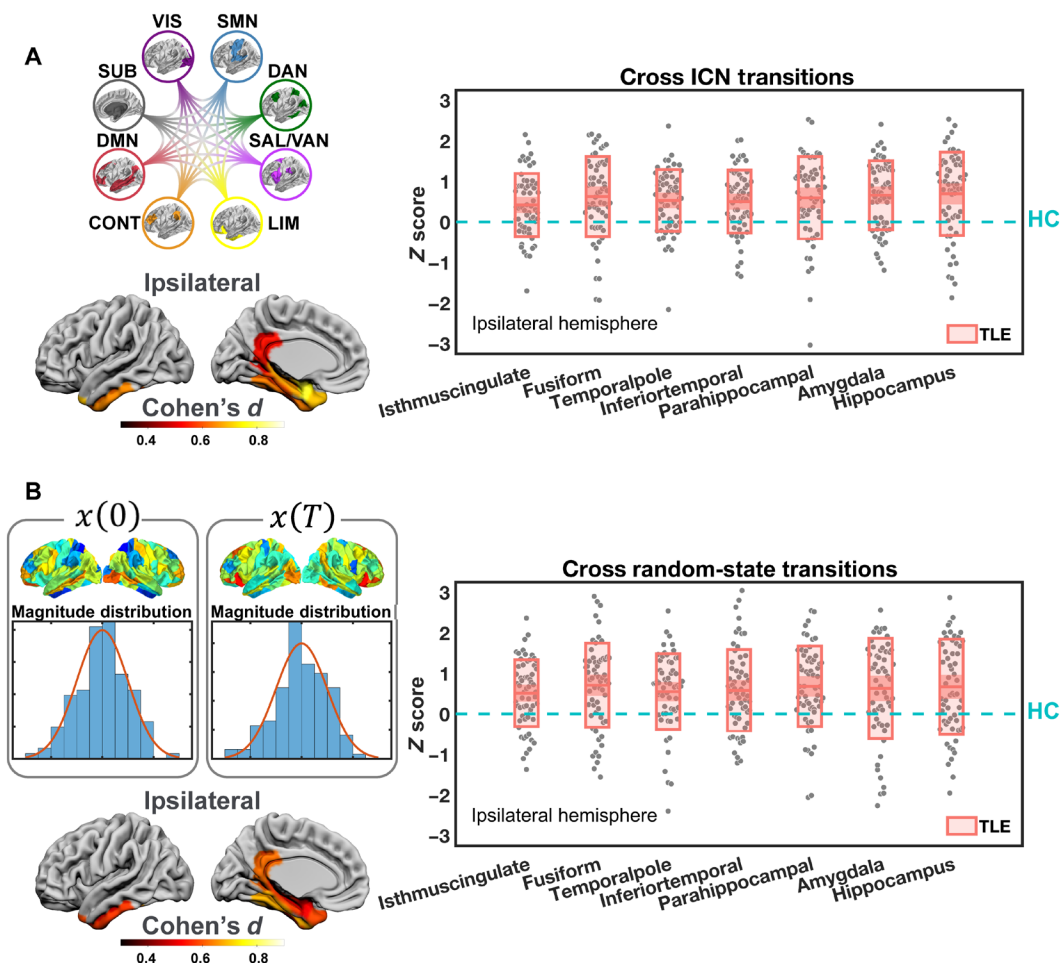 A
VIS
SMN
SUB
DAN
DMN
SAL/VAN
CONT
LIM
Ipsilateral
Cohen's d
0.4
0.6
0.8
Cross ICN transitions
Z score
3
2
1
0
−1
−2
−3
HC
Ipsilateral hemisphere
TLE
Isthmuscingulate
Fusiform
Temporalpole
Inferiortemporal
Parahippocampal
Amygdala
Hippocampus
B
x(0)
x(T)
Magnitude distribution
Magnitude distribution
Ipsilateral
Cohen's d
0.4
0.6
0.8
Cross random-state transitions
Z score
3
2
1
0
−1
−2
−3
HC
Ipsilateral hemisphere
TLE
Isthmuscingulate
Fusiform
Temporalpole
Inferiortemporal
Parahippocampal
Amygdala
Hippocampus